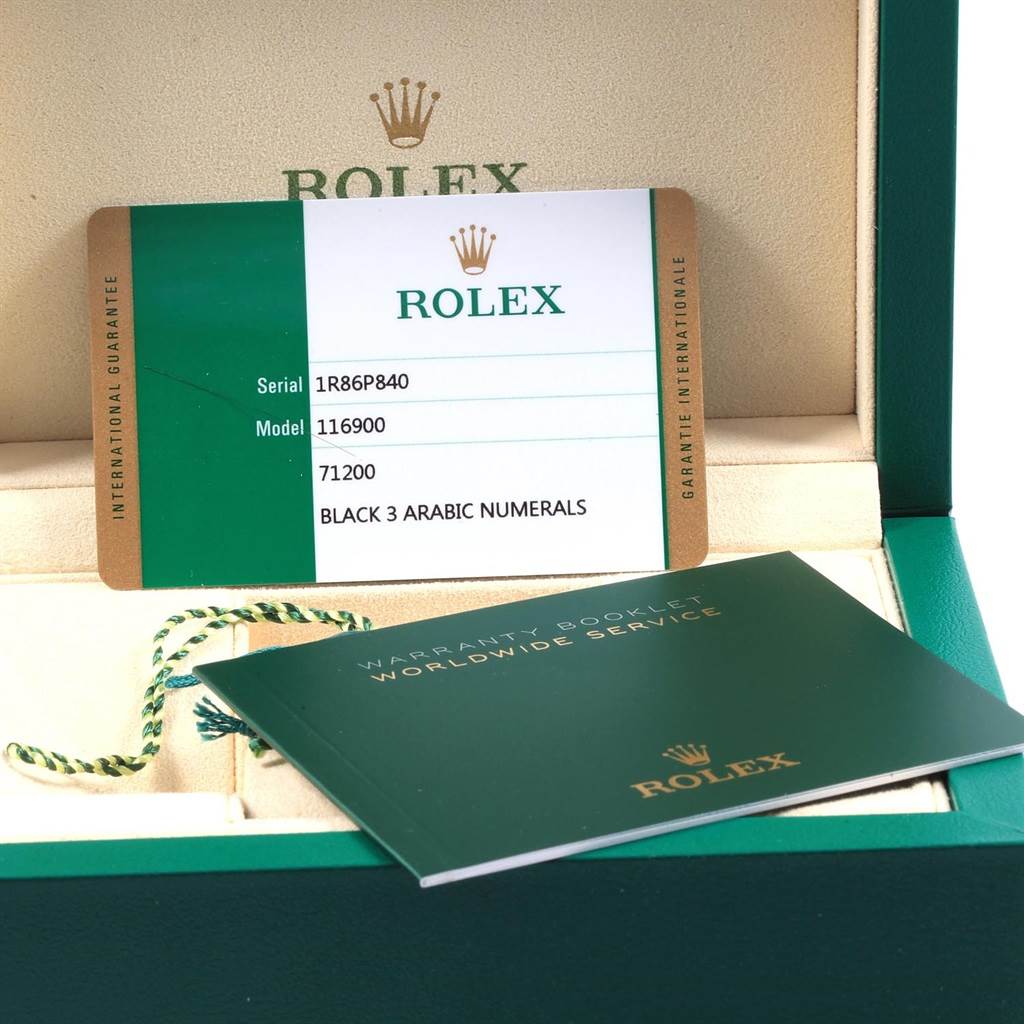 ROLEX
INTERNATIONAL GUARANTEE
ROLEX
Serial 1R86P840
Model 116900
71200
BLACK 3 ARABIC NUMERALS
GARANTIE INTERNATIONALE
WARRANTY BOOKLET
WORLDWIDE SERVICE
ROLEX